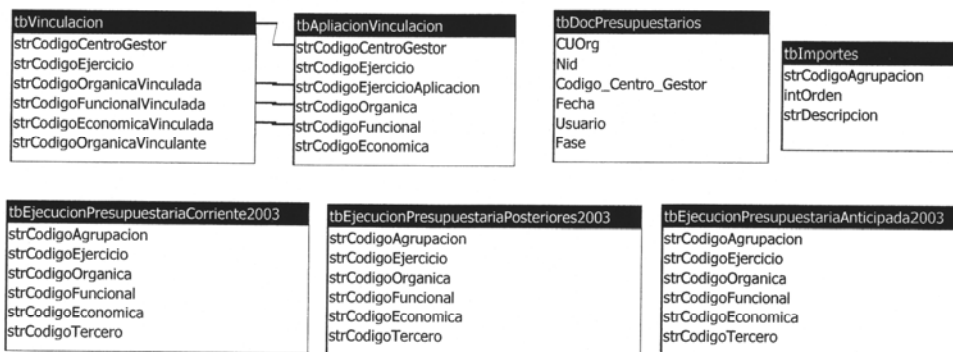 tbVinculacion
strCodigoCentroGestor
strCodigoEjercicio
strCodigoOrganicaVinculada
strCodigoFuncionalVinculada
strCodigoEconomicaVinculada
strCodigoOrganicaVinculante
tbApliacionVinculacion
strCodigoCentroGestor
strCodigoEjercicio
strCodigoEjercicioAplicacion
strCodigoOrganica
strCodigoFuncional
strCodigoEconomica
tbDocPresupuestarios
CUOrg
Nid
Codigo_Centro_Gestor
Fecha
Usuario
Fase
tbImportes
strCodigoAgrupacion
intOrden
strDescripcion
tbEjecucionPresupuestariaCorriente2003
strCodigoAgrupacion
strCodigoEjercicio
strCodigoOrganica
strCodigoFuncional
strCodigoEconomica
strCodigoTercero
tbEjecucionPresupuestariaPosteriores2003
strCodigoAgrupacion
strCodigoEjercicio
strCodigoOrganica
strCodigoFuncional
strCodigoEconomica
strCodigoTercero
tbEjecucionPresupuestariaAnticipada2003
strCodigoAgrupacion
strCodigoEjercicio
strCodigoOrganica
strCodigoFuncional
strCodigoEconomica
strCodigoTercero